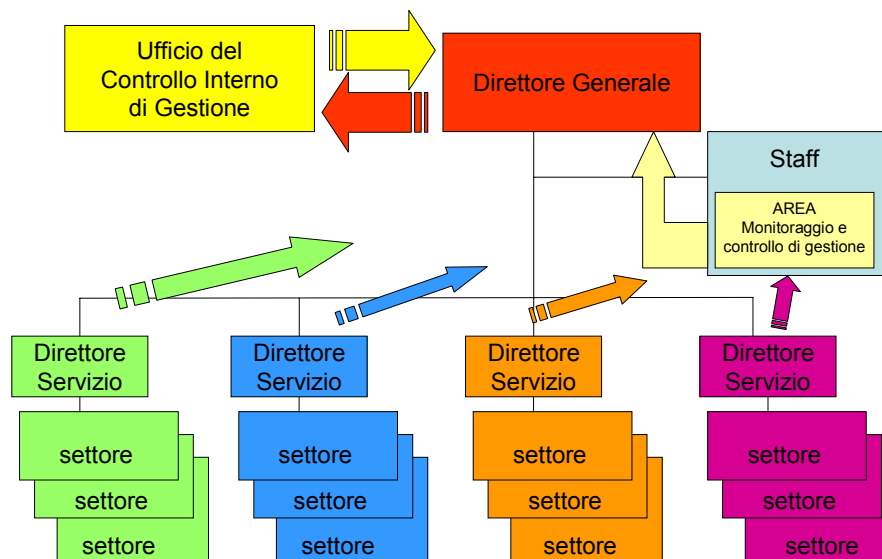 Ufficio del
Controllo Interno
di Gestione
Direttore Generale
Staff
AREA
Monitoraggio e
controllo di gestione
Direttore
Servizio
Direttore
Servizio
Direttore
Servizio
Direttore
Servizio
settore
settore
settore
settore
settore
settore
settore
settore
settore
settore
settore
settore